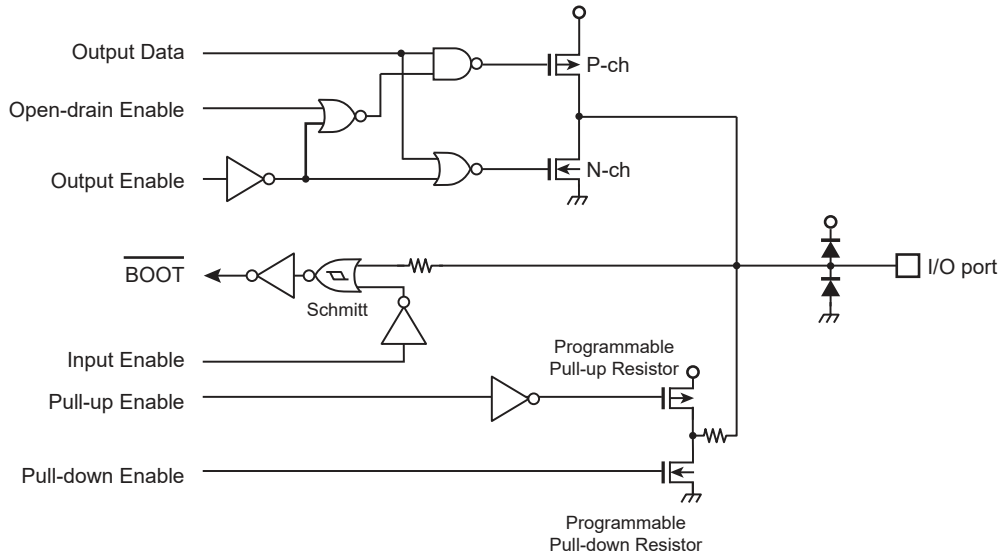 Output Data
P-ch
Open-drain Enable
N-ch
Output Enable
BOOT
I/O port
Schmitt
Input Enable
Programmable
Pull-up Resistor
Pull-up Enable
Pull-down Enable
Programmable
Pull-down Resistor